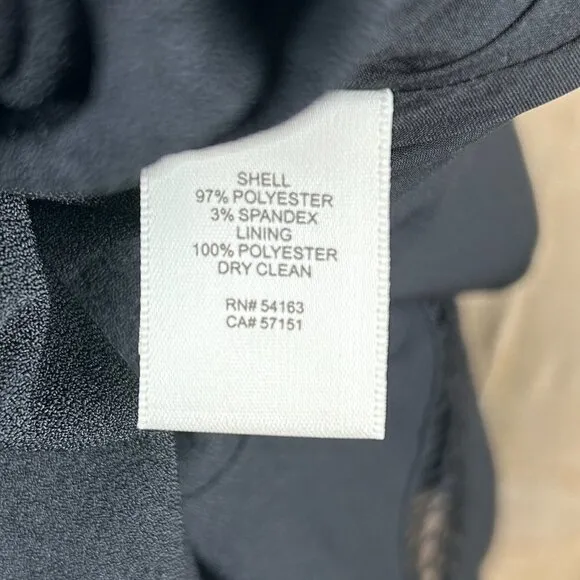 SHELL
97% POLYESTER
3% SPANDEX
LINING
100% POLYESTER
DRY CLEAN
RN# 54163
CA# 57151